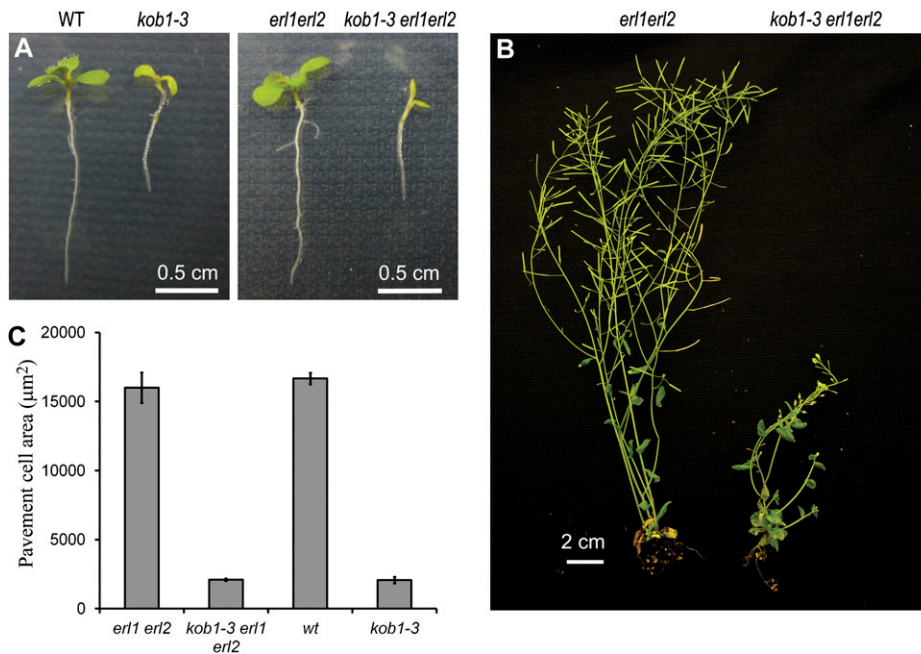 WT kob1-3 erl1erl2 kob1-3 erl1erl2
A
0.5 cm 0.5 cm
erl1erl2 kob1-3 erl1erl2
B
2 cm
C
Pavement cell area (µm²)
20000
15000
10000
5000
0
erl1 erl2 kob1-3 erl1 wt kob1-3
erl2